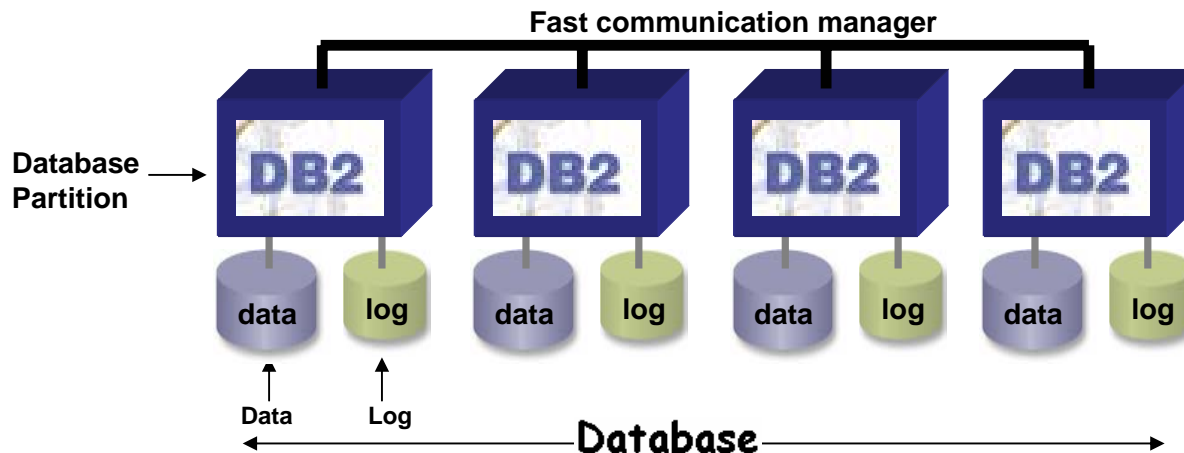 Fast communication manager
Database
Partition
DB2
DB2
DB2
DB2
data
log
data
log
data
log
data
log
Data
Log
Database